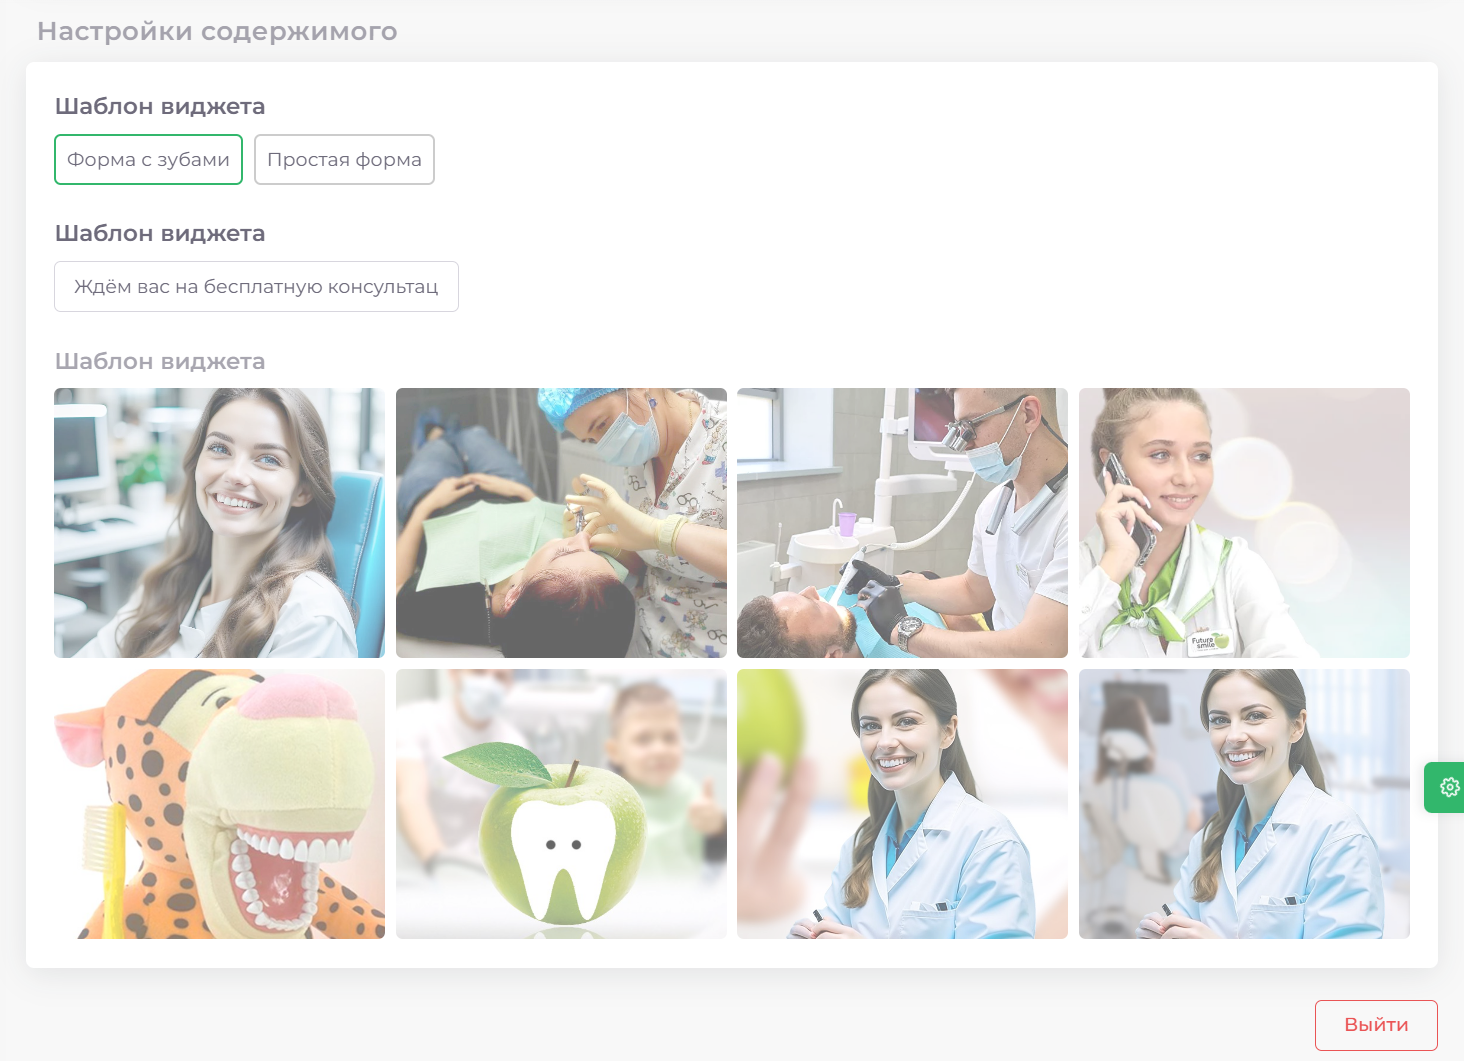 Настройки содержимого
Шаблон виджета
Форма с зубами
Простая форма
Шаблон виджета
Ждём вас на бесплатную консультац
Шаблон виджета
Future
smile
Выйти